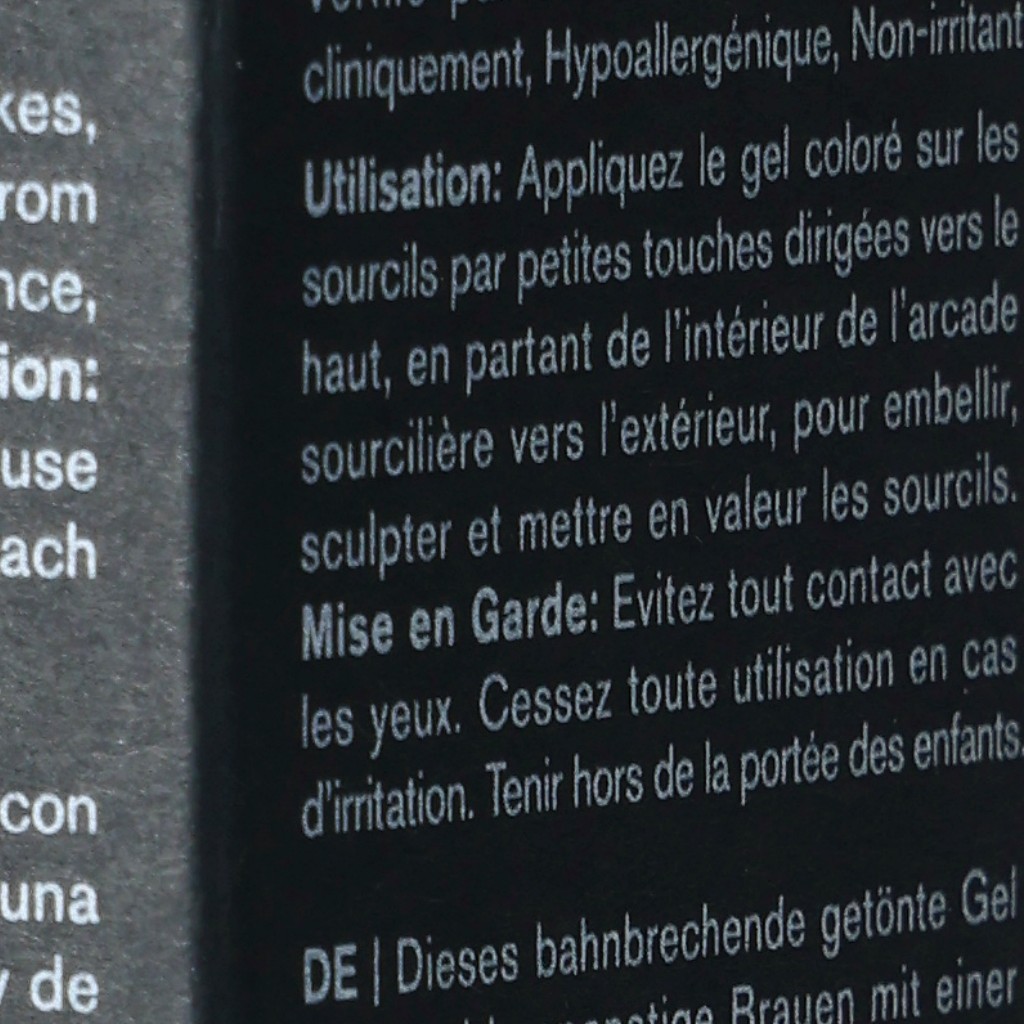 kes,
rom
nce,
ion:
use
ach
con
una
y de
cliniquement, Hypoallergénique, Non-irritant
Utilisation: Appliquez le gel coloré sur les
sourcils par petites touches dirigées vers le
haut, en partant de l'intérieur de l'arcade
sourcilière vers l'extérieur, pour embellir,
sculpter et mettre en valeur les sourcils.
Mise en Garde: Evitez tout contact avec
les yeux. Cessez toute utilisation en cas
d'irritation. Tenir hors de la portée des enfants.
DE | Dieses bahnbrechende getönte Gel
Brauen mit einer